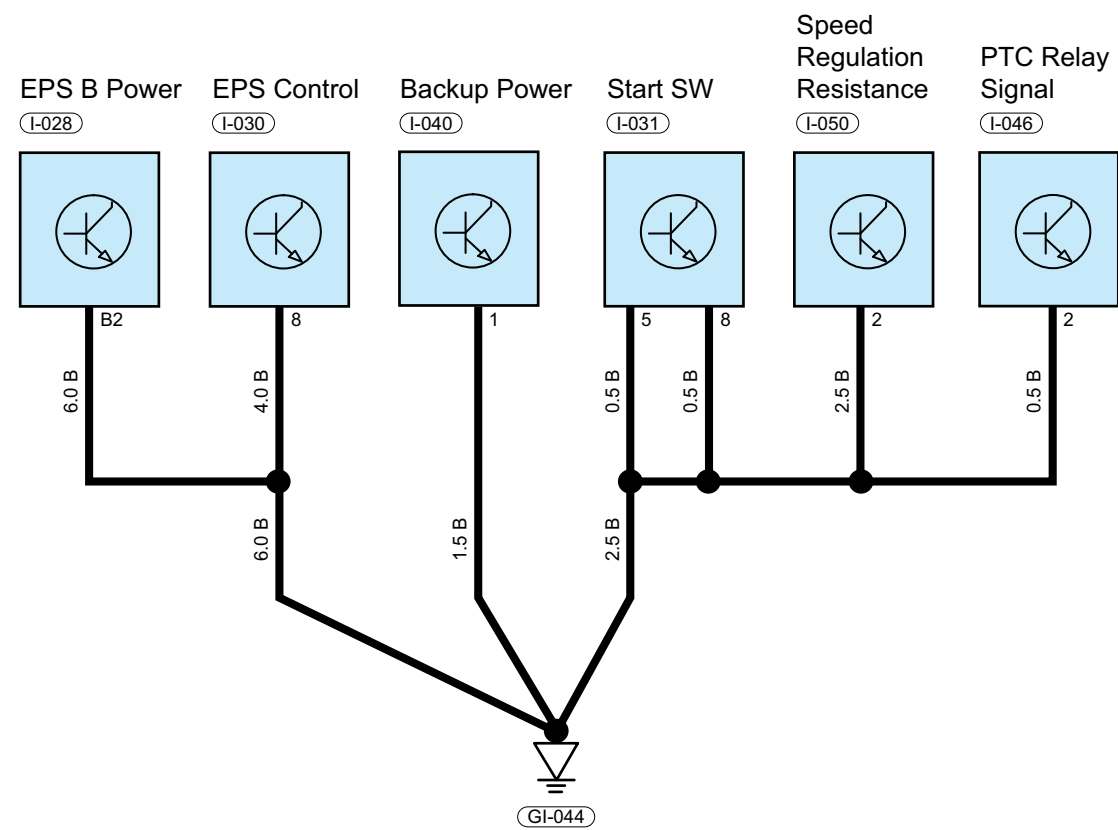 EPS B Power
I-028
EPS Control
I-030
Backup Power
I-040
Start SW
I-031
Speed
Regulation
Resistance
I-050
PTC Relay
Signal
I-046
B2
8
1
5
8
2
2
6.0 B
4.0 B
0.5 B
0.5 B
2.5 B
0.5 B
6.0 B
1.5 B
2.5 B
GI-044